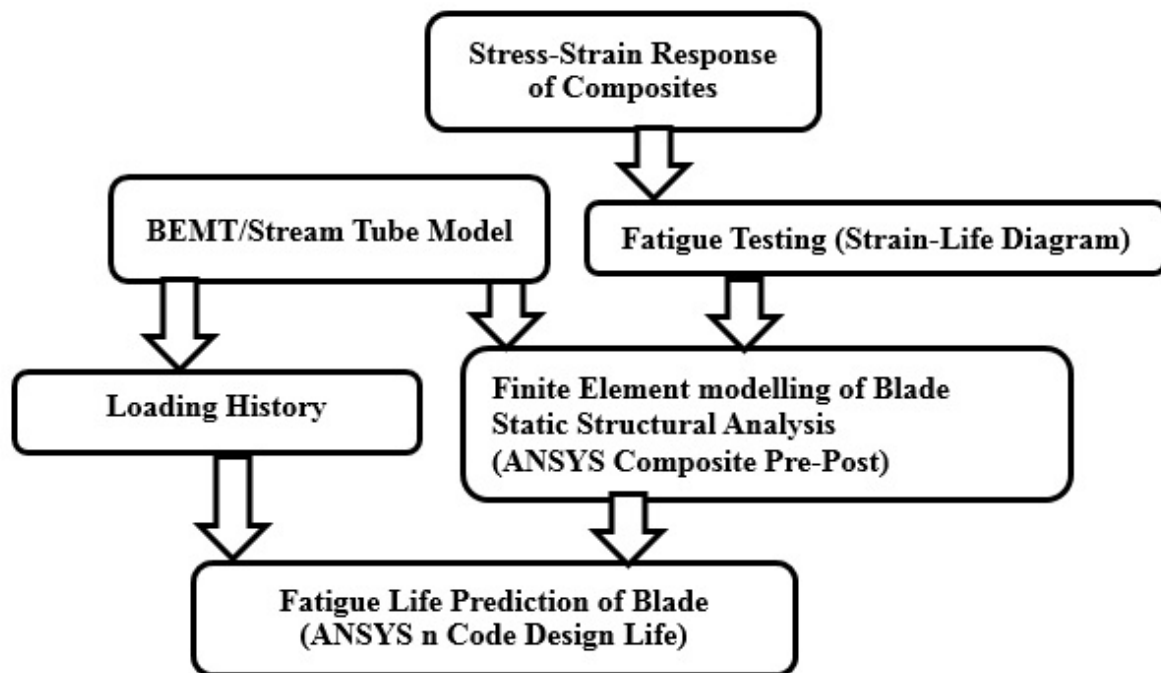 Stress-Strain Response
of Composites
BEMT/Stream Tube Model
Fatigue Testing (Strain-Life Diagram)
Loading History
Finite Element modelling of Blade
Static Structural Analysis
(ANSYS Composite Pre-Post)
Fatigue Life Prediction of Blade
(ANSYS n Code Design Life)